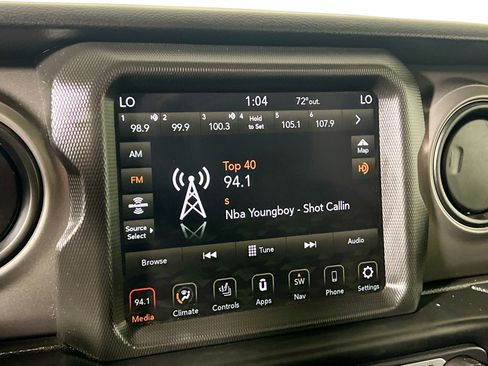 LO 1:04 72°out. LO
1 98.9 2 99.9 3 100.3 4 Hold to Set 5 105.1 6 107.9
AM
Map
FM
Top 40
94.1
s
Nba Youngboy - Shot Callin
Source
Select
Browse Tune Audio
94.1 SW
Media Climate Controls Apps Nav Phone Settings